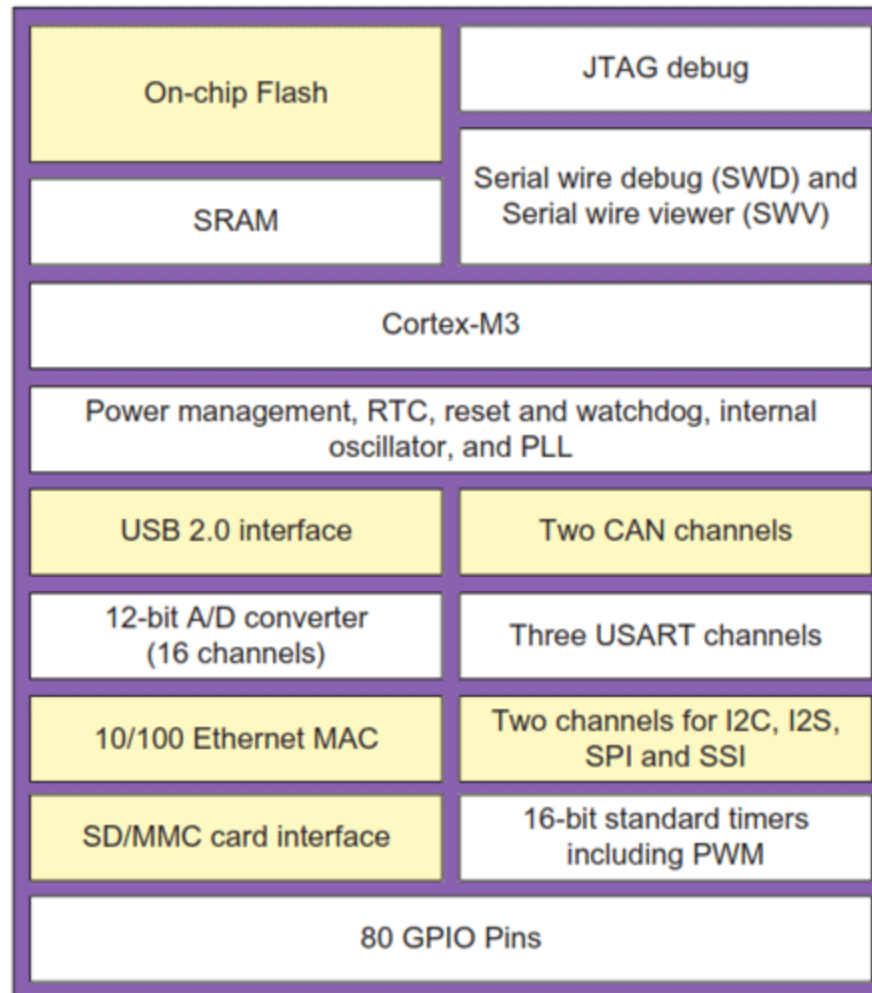 On-chip Flash
JTAG debug
Serial wire debug (SWD) and
Serial wire viewer (SWV)
SRAM
Cortex-M3
Power management, RTC, reset and watchdog, internal
oscillator, and PLL
USB 2.0 interface
Two CAN channels
12-bit A/D converter
(16 channels)
Three USART channels
10/100 Ethernet MAC
Two channels for I2C, I2S,
SPI and SSI
SD/MMC card interface
16-bit standard timers
including PWM
80 GPIO Pins